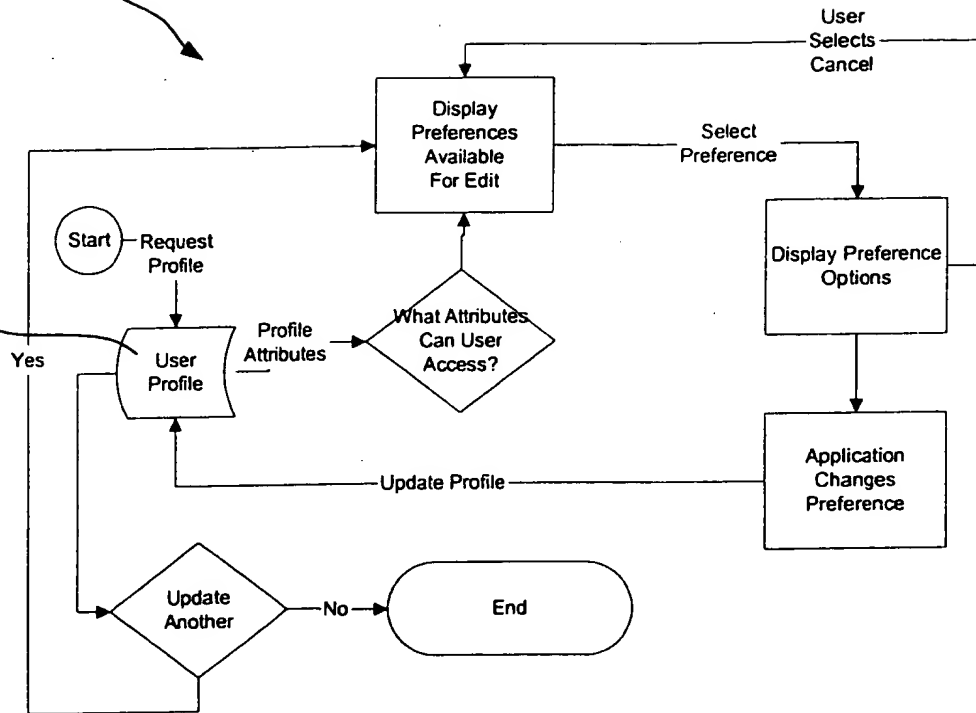 User
Selects
Cancel
Display
Preferences
Available
For Edit
Select
Preference
Start
Request
Profile
Display Preference
Options
What Attributes
Can User
Access?
Profile
Attributes
Yes
User
Profile
Application
Changes
Preference
Update Profile
Update
Another
No
End